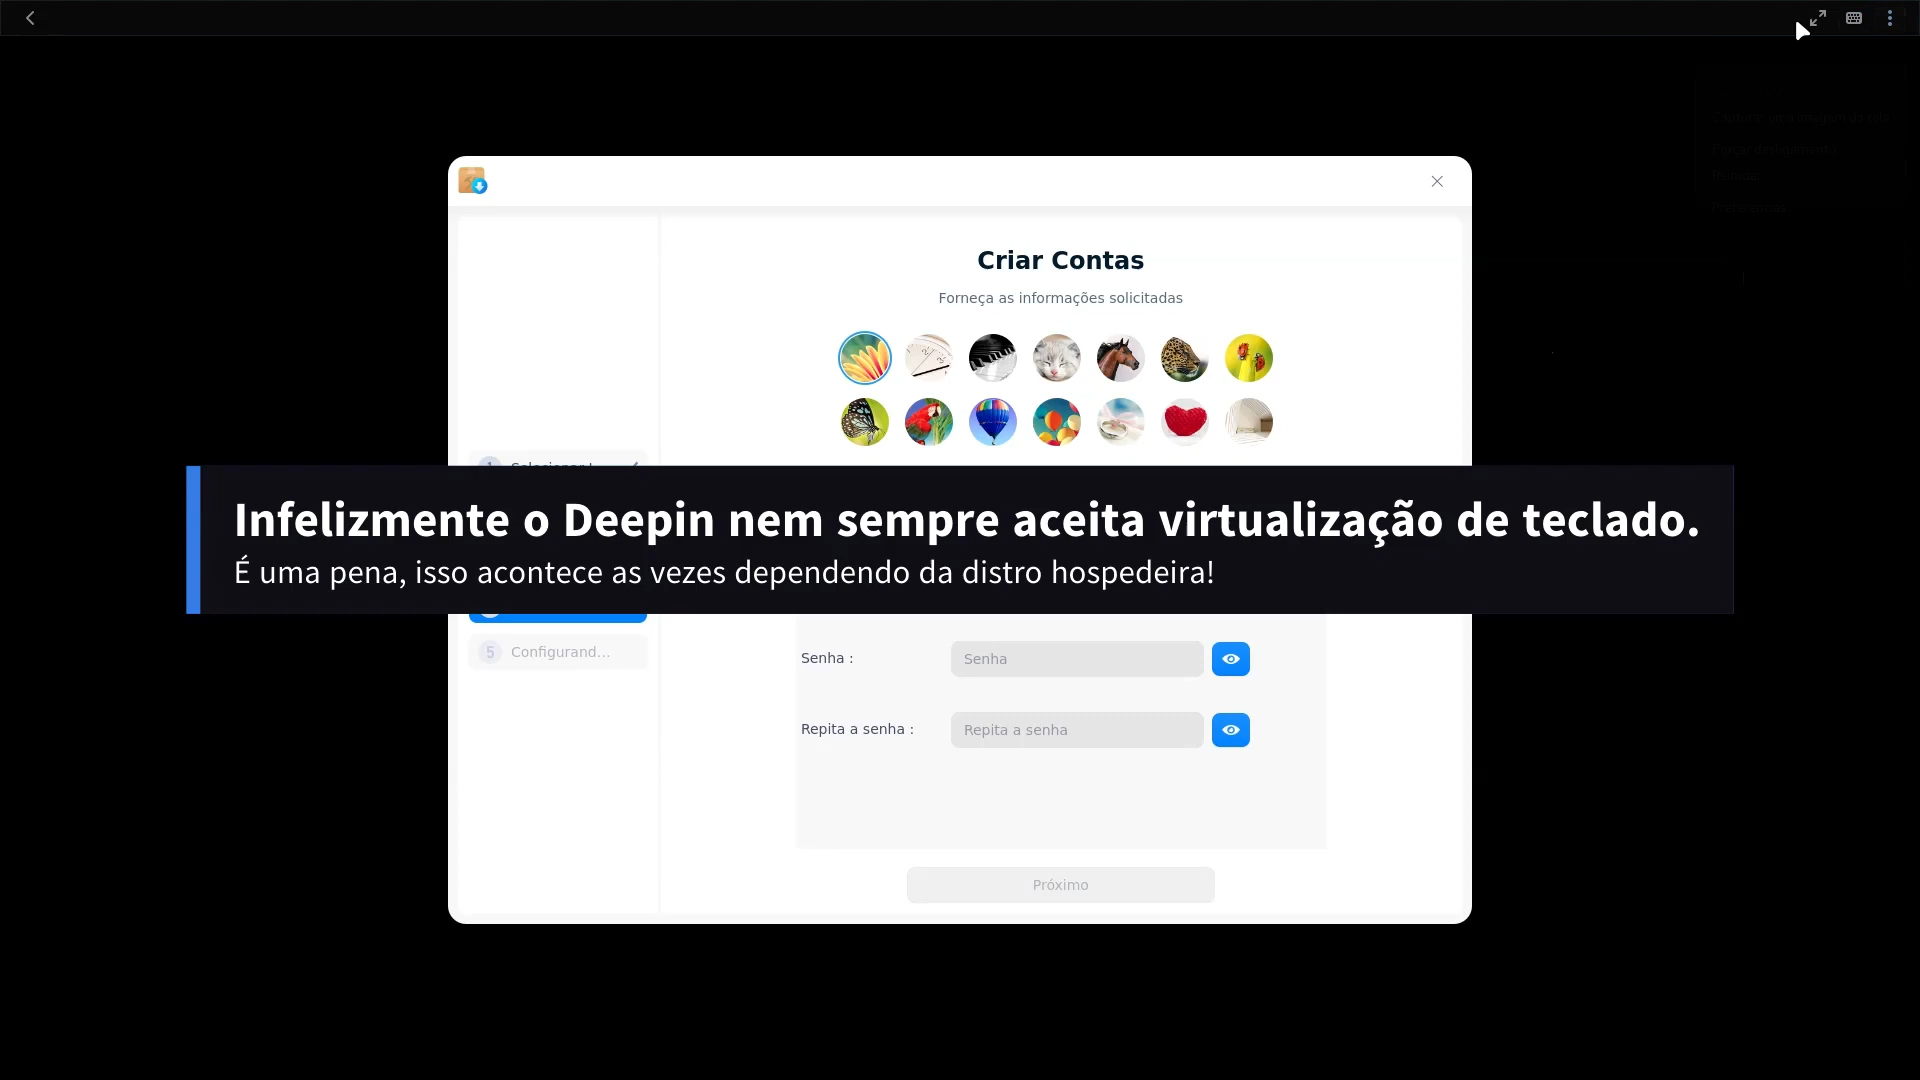 Criar Contas
Forneça as informações solicitadas
Infelizmente o Deepin nem sempre aceita virtualização de teclado.
É uma pena, isso acontece as vezes dependendo da distro hospedeira!
5 Configurand...
Senha :
Senha
Repita a senha :
Repita a senha
Próximo